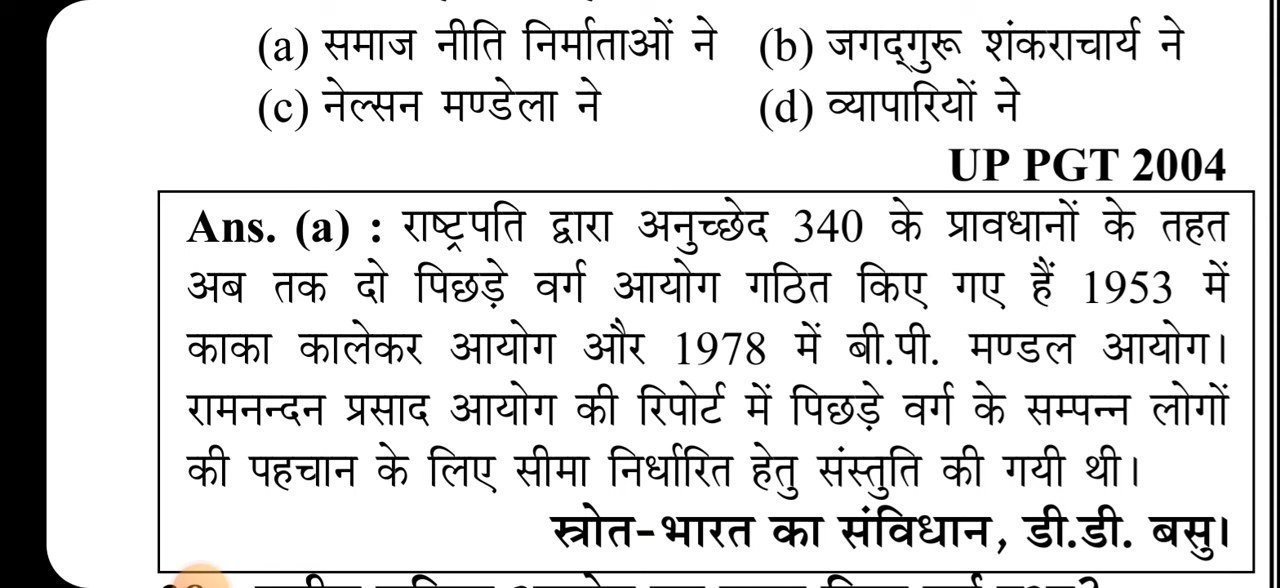 (a) समाज नीति निर्माताओं ने (b) जगद्गुरू शंकराचार्य ने
(c) नेल्सन मण्डेला ने (d) व्यापारियों ने
UP PGT 2004
Ans. (a) : राष्ट्रपति द्वारा अनुच्छेद 340 के प्रावधानों के तहत
अब तक दो पिछड़े वर्ग आयोग गठित किए गए हैं 1953 में
काका कालेकर आयोग और 1978 में बी.पी. मण्डल आयोग।
रामनन्दन प्रसाद आयोग की रिपोर्ट में पिछड़े वर्ग के सम्पन्न लोगों
की पहचान के लिए सीमा निर्धारित हेतु संस्तुति की गयी थी।
स्त्रोत-भारत का संविधान, डी.डी. बसु।